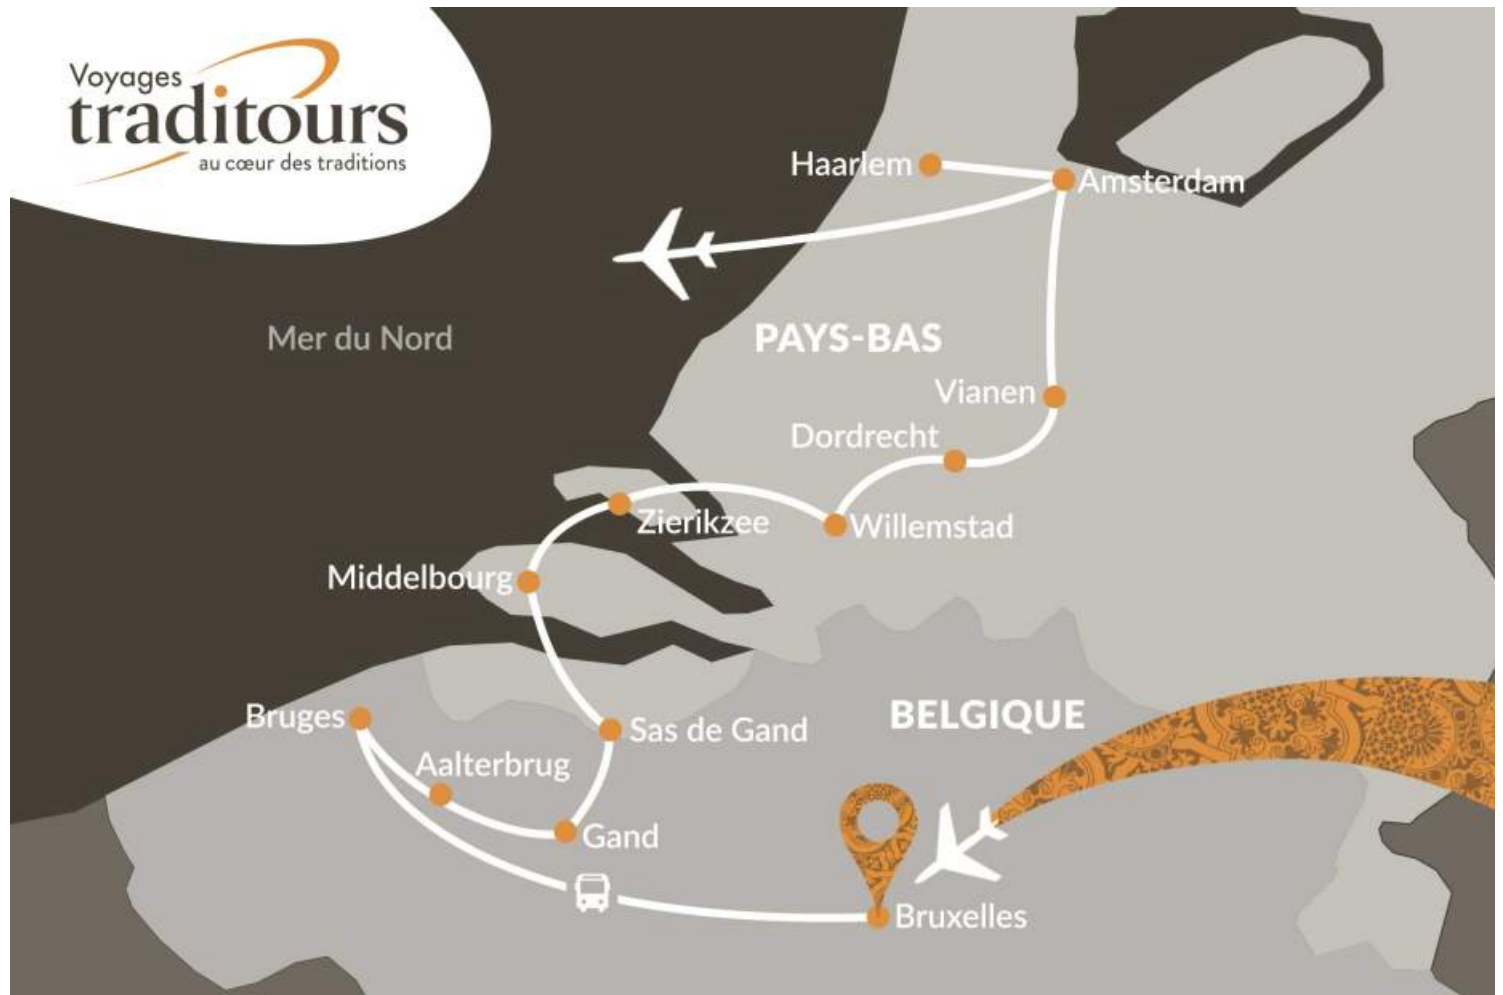 Voyages
traditours
au cœur des traditions
Haarlem
Amsterdam
Mer du Nord
PAYS-BAS
Vianen
Dordrecht
Zierikzee
Willemstad
Middelbourg
Bruges
Sas de Gand
BELGIQUE
Aalterbrug
Gand
Bruxelles